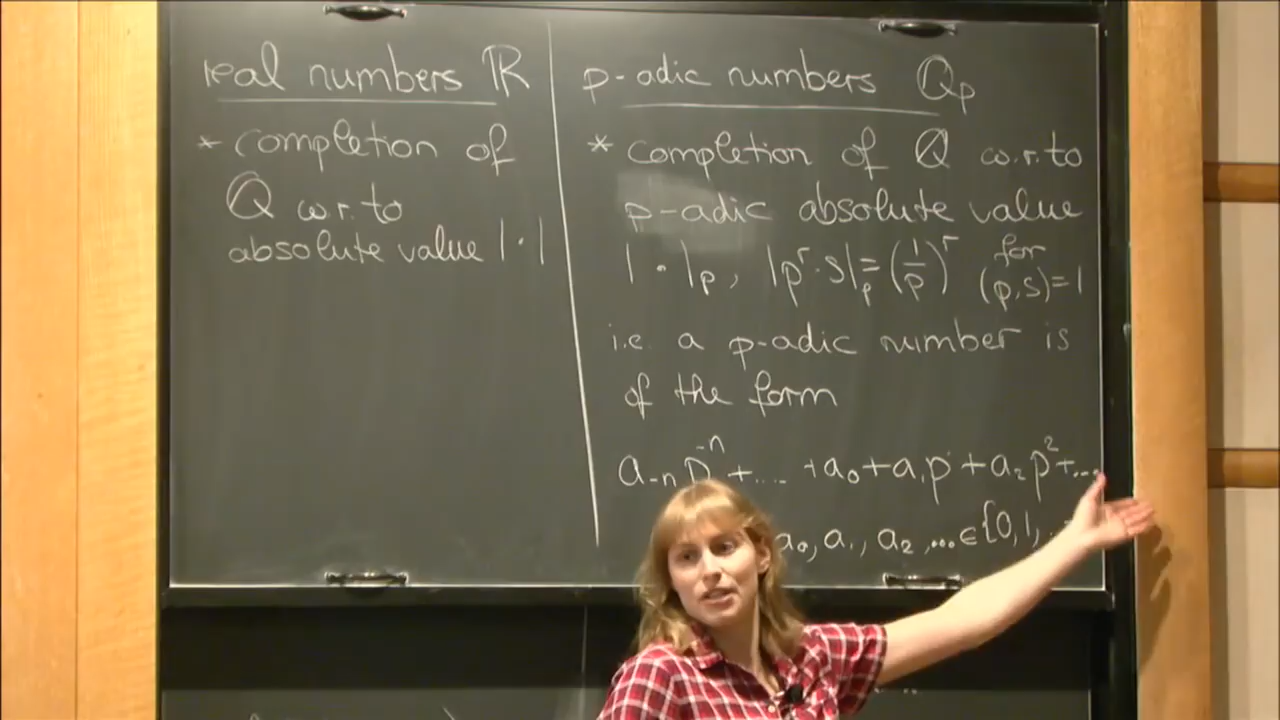 real numbers ℝ
* completion of
ℚ w.r. to
absolute value |·|
p-adic numbers ℚp
* completion of ℚ w.r. to
p-adic absolute value
|·|p, |p^r·s|p = (1/p)^r for (p,s)=1
i.e. a p-adic number is
of the form
a-n p^-n + .... + a0 + a1p + a2p^2 + ...
a0, a1, a2, ... ∈ {0, 1, ..